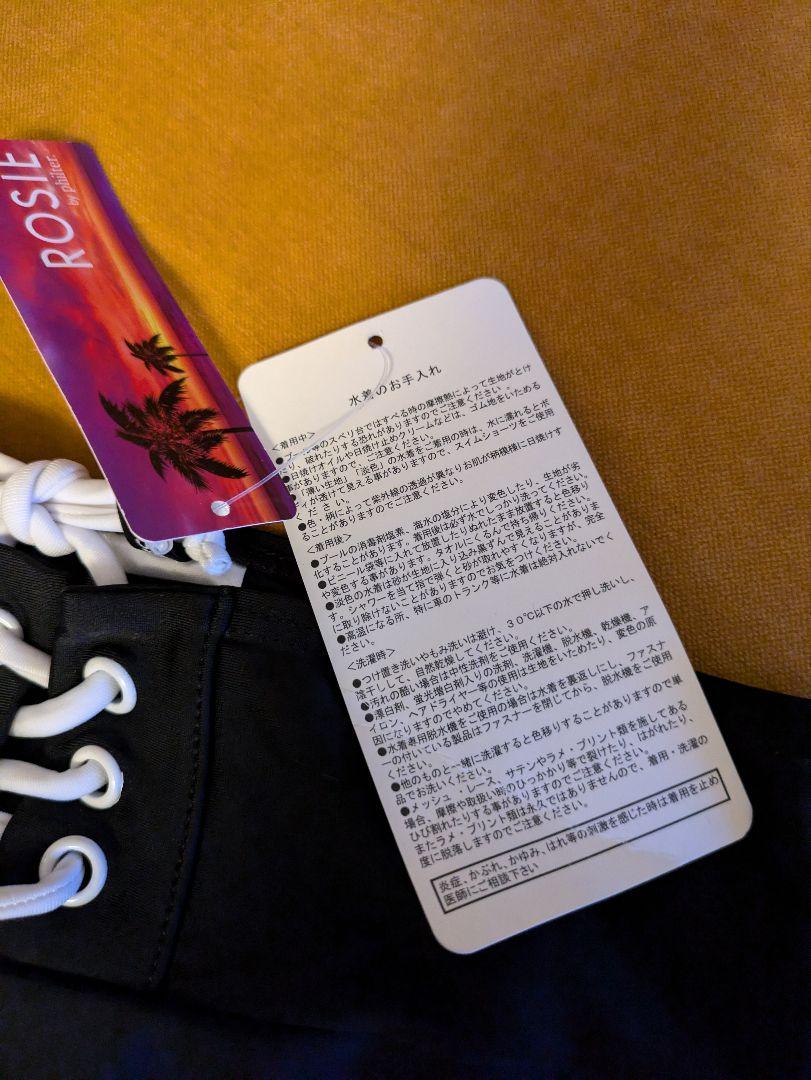 ROSIE
by philter
水着のお手入れ
<着用中>
●プール等のスベリ台ではすべる時の摩擦熱によって生地がとけ
たり、破れたりする恐れがありますのでご注意ください。
●日焼けオイルや日焼け止めクリームなどは、ゴム地をいためる
事がありますので、ご注意ください。
●「薄い生地」「淡色」の水着をご着用の時は、水に濡れるとボ
ディが透けて見える事がありますので、スイムショーツをご使用
ください。
●色・柄によって紫外線の透過が異なりお肌が柄模様に日焼けす
ることがありますのでご注意ください。
<着用後>
●プールの消毒剤塩素、海水の塩分により変色したり、生地が劣
化することがあります。着用後は必ず水でしっかり洗ってください。
●ビニール袋等に入れて放置したりぬれたまま放置すると色移り
や変色する事があります。タオルにくるんで持ち帰りください。
●淡色の水着は砂が生地に入り込み黒ずんで見えることがありま
す。シャワーを当て指で弾くと砂が取れやすくなりますが、完全
に取り除けないことがありますのでお気をつけください。
●高温になる所、特に車のトランク等に水着は絶対入れないでく
ださい。
<洗濯時>
●つけ置き洗いやもみ洗いは避け、30℃以下の水で押し洗いし、
陰干しして、自然乾燥してください。
●汚れの酷い場合は中性洗剤をご使用ください。
●漂白剤、蛍光増白剤入りの洗剤、洗濯機、脱水機、乾燥機、ア
イロン、ヘアドライヤー等の使用は生地をいためたり、変色の原
因になりますのでやめてください。
●水着専用脱水機をご使用の場合は水着を裏返しにし、ファスナ
ーの付いている製品はファスナーを閉じてから、脱水機をご使用
ください。
●他のものと一緒に洗濯すると色移りすることがありますので単
品でお洗いください。
●メッシュ・レース、サテンやラメ・プリント類を施してある
場合、摩擦や取扱い時のひっかかり等で裂けたり、はがれたり、
ひび割れたりする事がありますのでご注意ください。
またラメ・プリント類は永久ではありませんので、着用・洗濯の
度に脱落しますのでご注意ください。
炎症、かぶれ、かゆみ、はれ等の刺激を感じた時は着用を止め
医師にご相談下さい